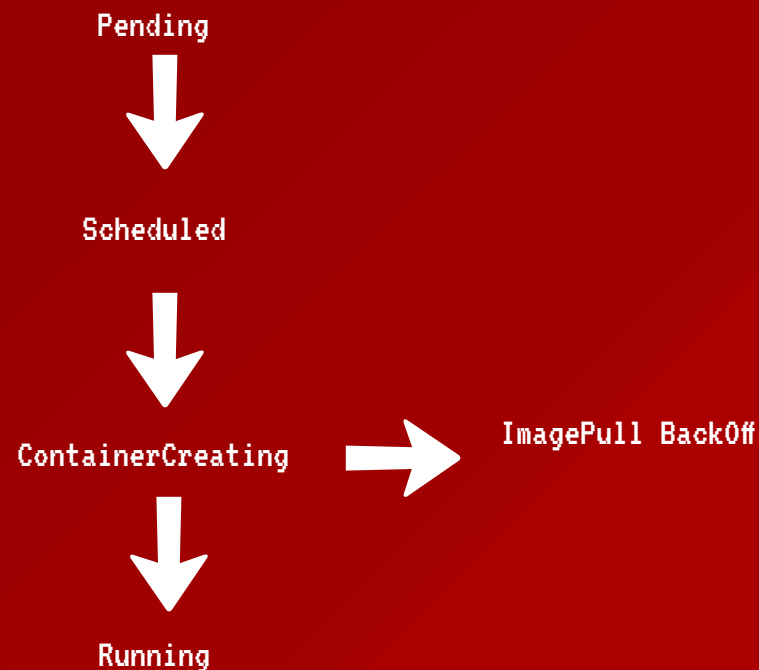 Pending
Scheduled
ImagePull BackOff
ContainerCreating
Running